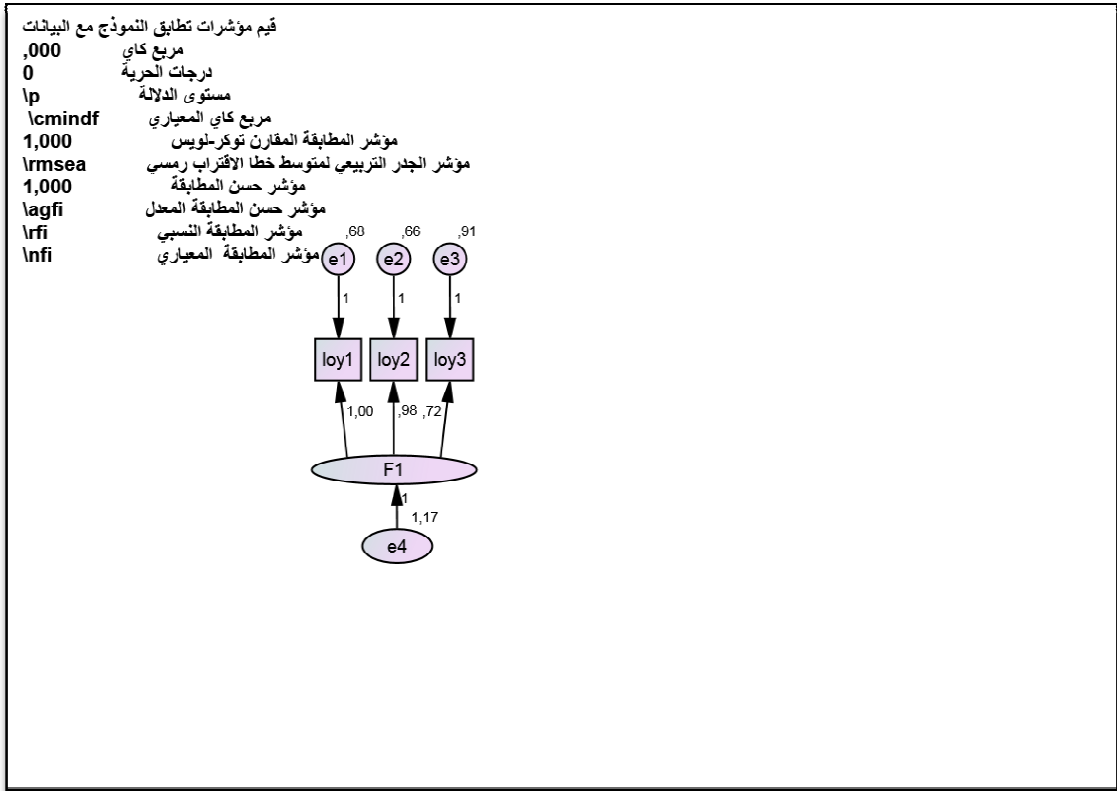 قيم مؤشرات تطابق النموذج مع البيانات
مربع كاي ,000
درجات الحرية 0
مستوى الدلالة \p
مربع كاي المعياري \cmindf
مؤشر المطابقة المقارن توكر-لويس 1,000
مؤشر الجدر التربيعي لمتوسط خطا الاقتراب رمسي \rmsea
مؤشر حسن المطابقة 1,000
مؤشر حسن المطابقة المعدل \agfi
مؤشر المطابقة النسبي \rfi
مؤشر المطابقة المعياري \nfi
,68 ,66 ,91
e1 e2 e3
1 1 1
loy1 loy2 loy3
1,00 ,98 ,72
F1
1
1,17
e4